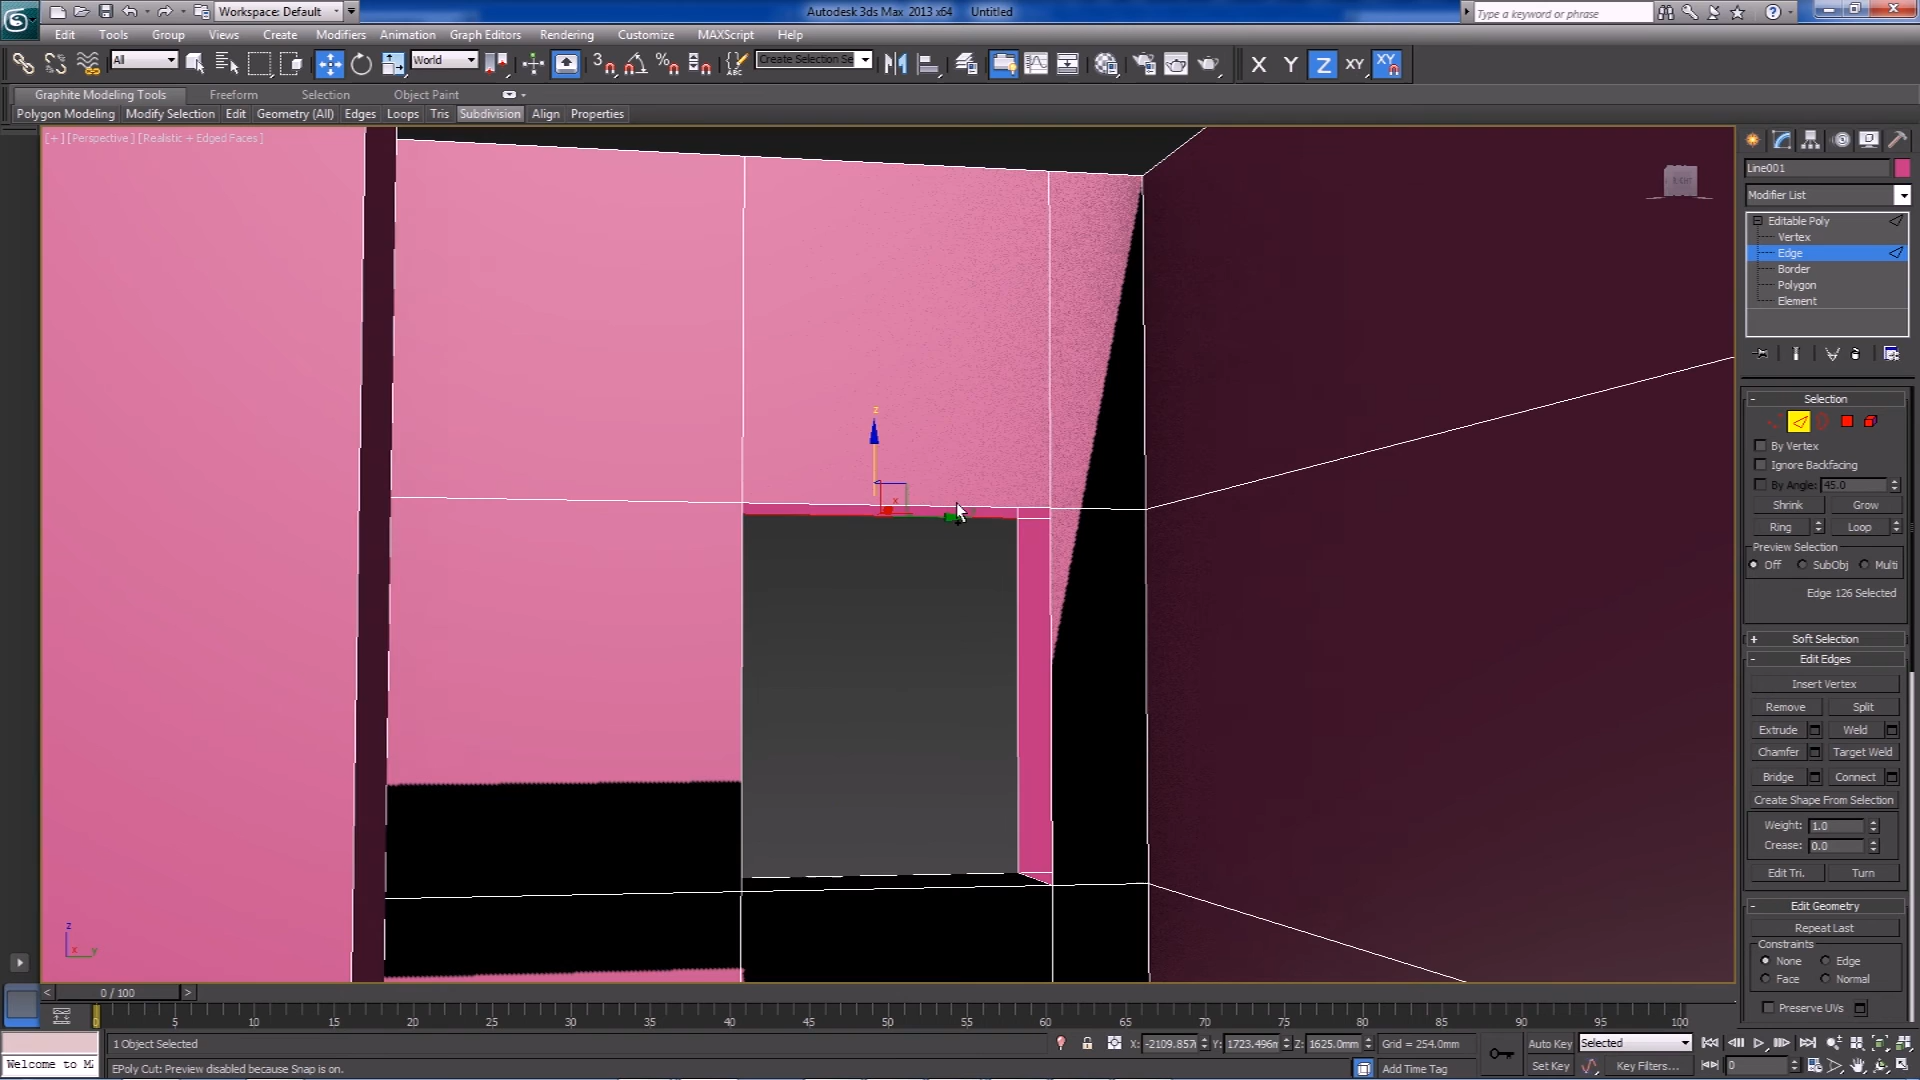 Workspace: Default
Autodesk 3ds Max 2013 x64 Untitled
Type a keyword or phrase
Edit Tools Group Views Create Modifiers Animation Graph Editors Rendering Customize MAXScript Help
All World Create Selection Se X Y Z XY XY
Graphite Modeling Tools Freeform Selection Object Paint
Polygon Modeling Modify Selection Edit Geometry (All) Edges Loops Tris Subdivision Align Properties
[+] [Perspective] [Realistic + Edged Faces]
Line001
Modifier List
Editable Poly
Vertex
Edge
Border
Polygon
Element
Selection
By Vertex
Ignore Backfacing
By Angle: 45.0
Shrink Grow
Ring Loop
Preview Selection
Off SubObj Multi
Edge 126 Selected
Soft Selection
Edit Edges
Insert Vertex
Remove Split
Extrude Weld
Chamfer Target Weld
Bridge Connect
Create Shape From Selection
Weight: 1.0
Crease: 0.0
Edit Tri. Turn
Edit Geometry
Repeat Last
Constraints
None Edge
Face Normal
Preserve UVs
z
x
z
x y
0 / 100
0 5 10 15 20 25 30 35 40 45 50 55 60 65 70 75 80 85 90 95 100
1 Object Selected X: -2109.857 Y: 1723.496m Z: 1625.0mm Grid = 254.0mm Auto Key Selected
Welcome to M
EPoly Cut: Preview disabled because Snap is on. Add Time Tag Set Key Key Filters... 0